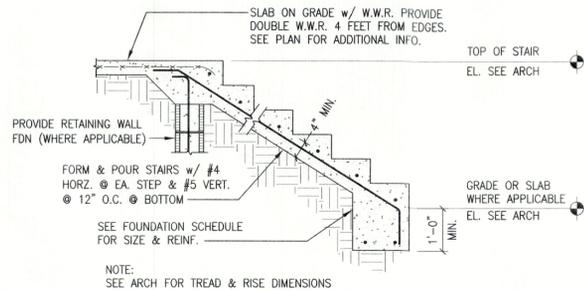 SLAB ON GRADE w/ W.W.R. PROVIDE
DOUBLE W.W.R. 4 FEET FROM EDGES.
SEE PLAN FOR ADDITIONAL INFO.
TOP OF STAIR
EL. SEE ARCH
PROVIDE RETAINING WALL
FDN (WHERE APPLICABLE)
4" MIN.
FORM & POUR STAIRS w/ #4
HORZ. @ EA. STEP & #5 VERT.
@ 12" O.C. @ BOTTOM
GRADE OR SLAB
WHERE APPLICABLE
EL. SEE ARCH
SEE FOUNDATION SCHEDULE
FOR SIZE & REINF.
1'-0"
MIN.
NOTE:
SEE ARCH FOR TREAD & RISE DIMENSIONS